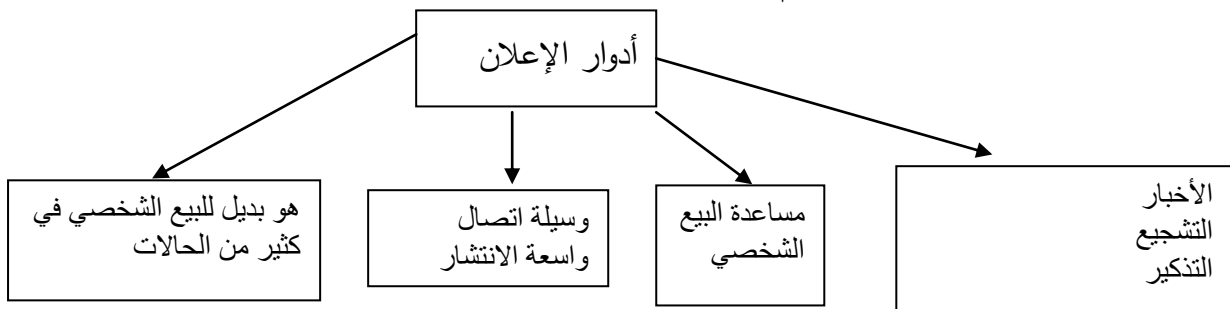 أدوار الإعلان
الأخبار
التشجيع
التذكير
مساعدة البيع
الشخصي
وسيلة اتصال
واسعة الانتشار
هو بديل للبيع الشخصي في
كثير من الحالات